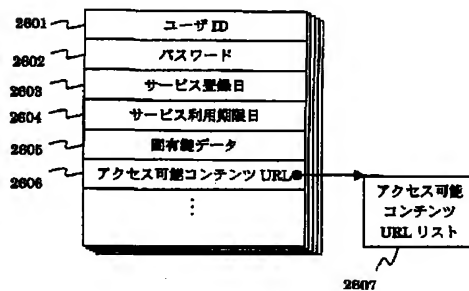 2601
ユーザ ID
2602
パスワード
2603
サービス登録日
2604
サービス利用期限日
2605
固有鍵データ
2606
アクセス可能コンテンツ URL
アクセス可能
コンテンツ
URL リスト
2607